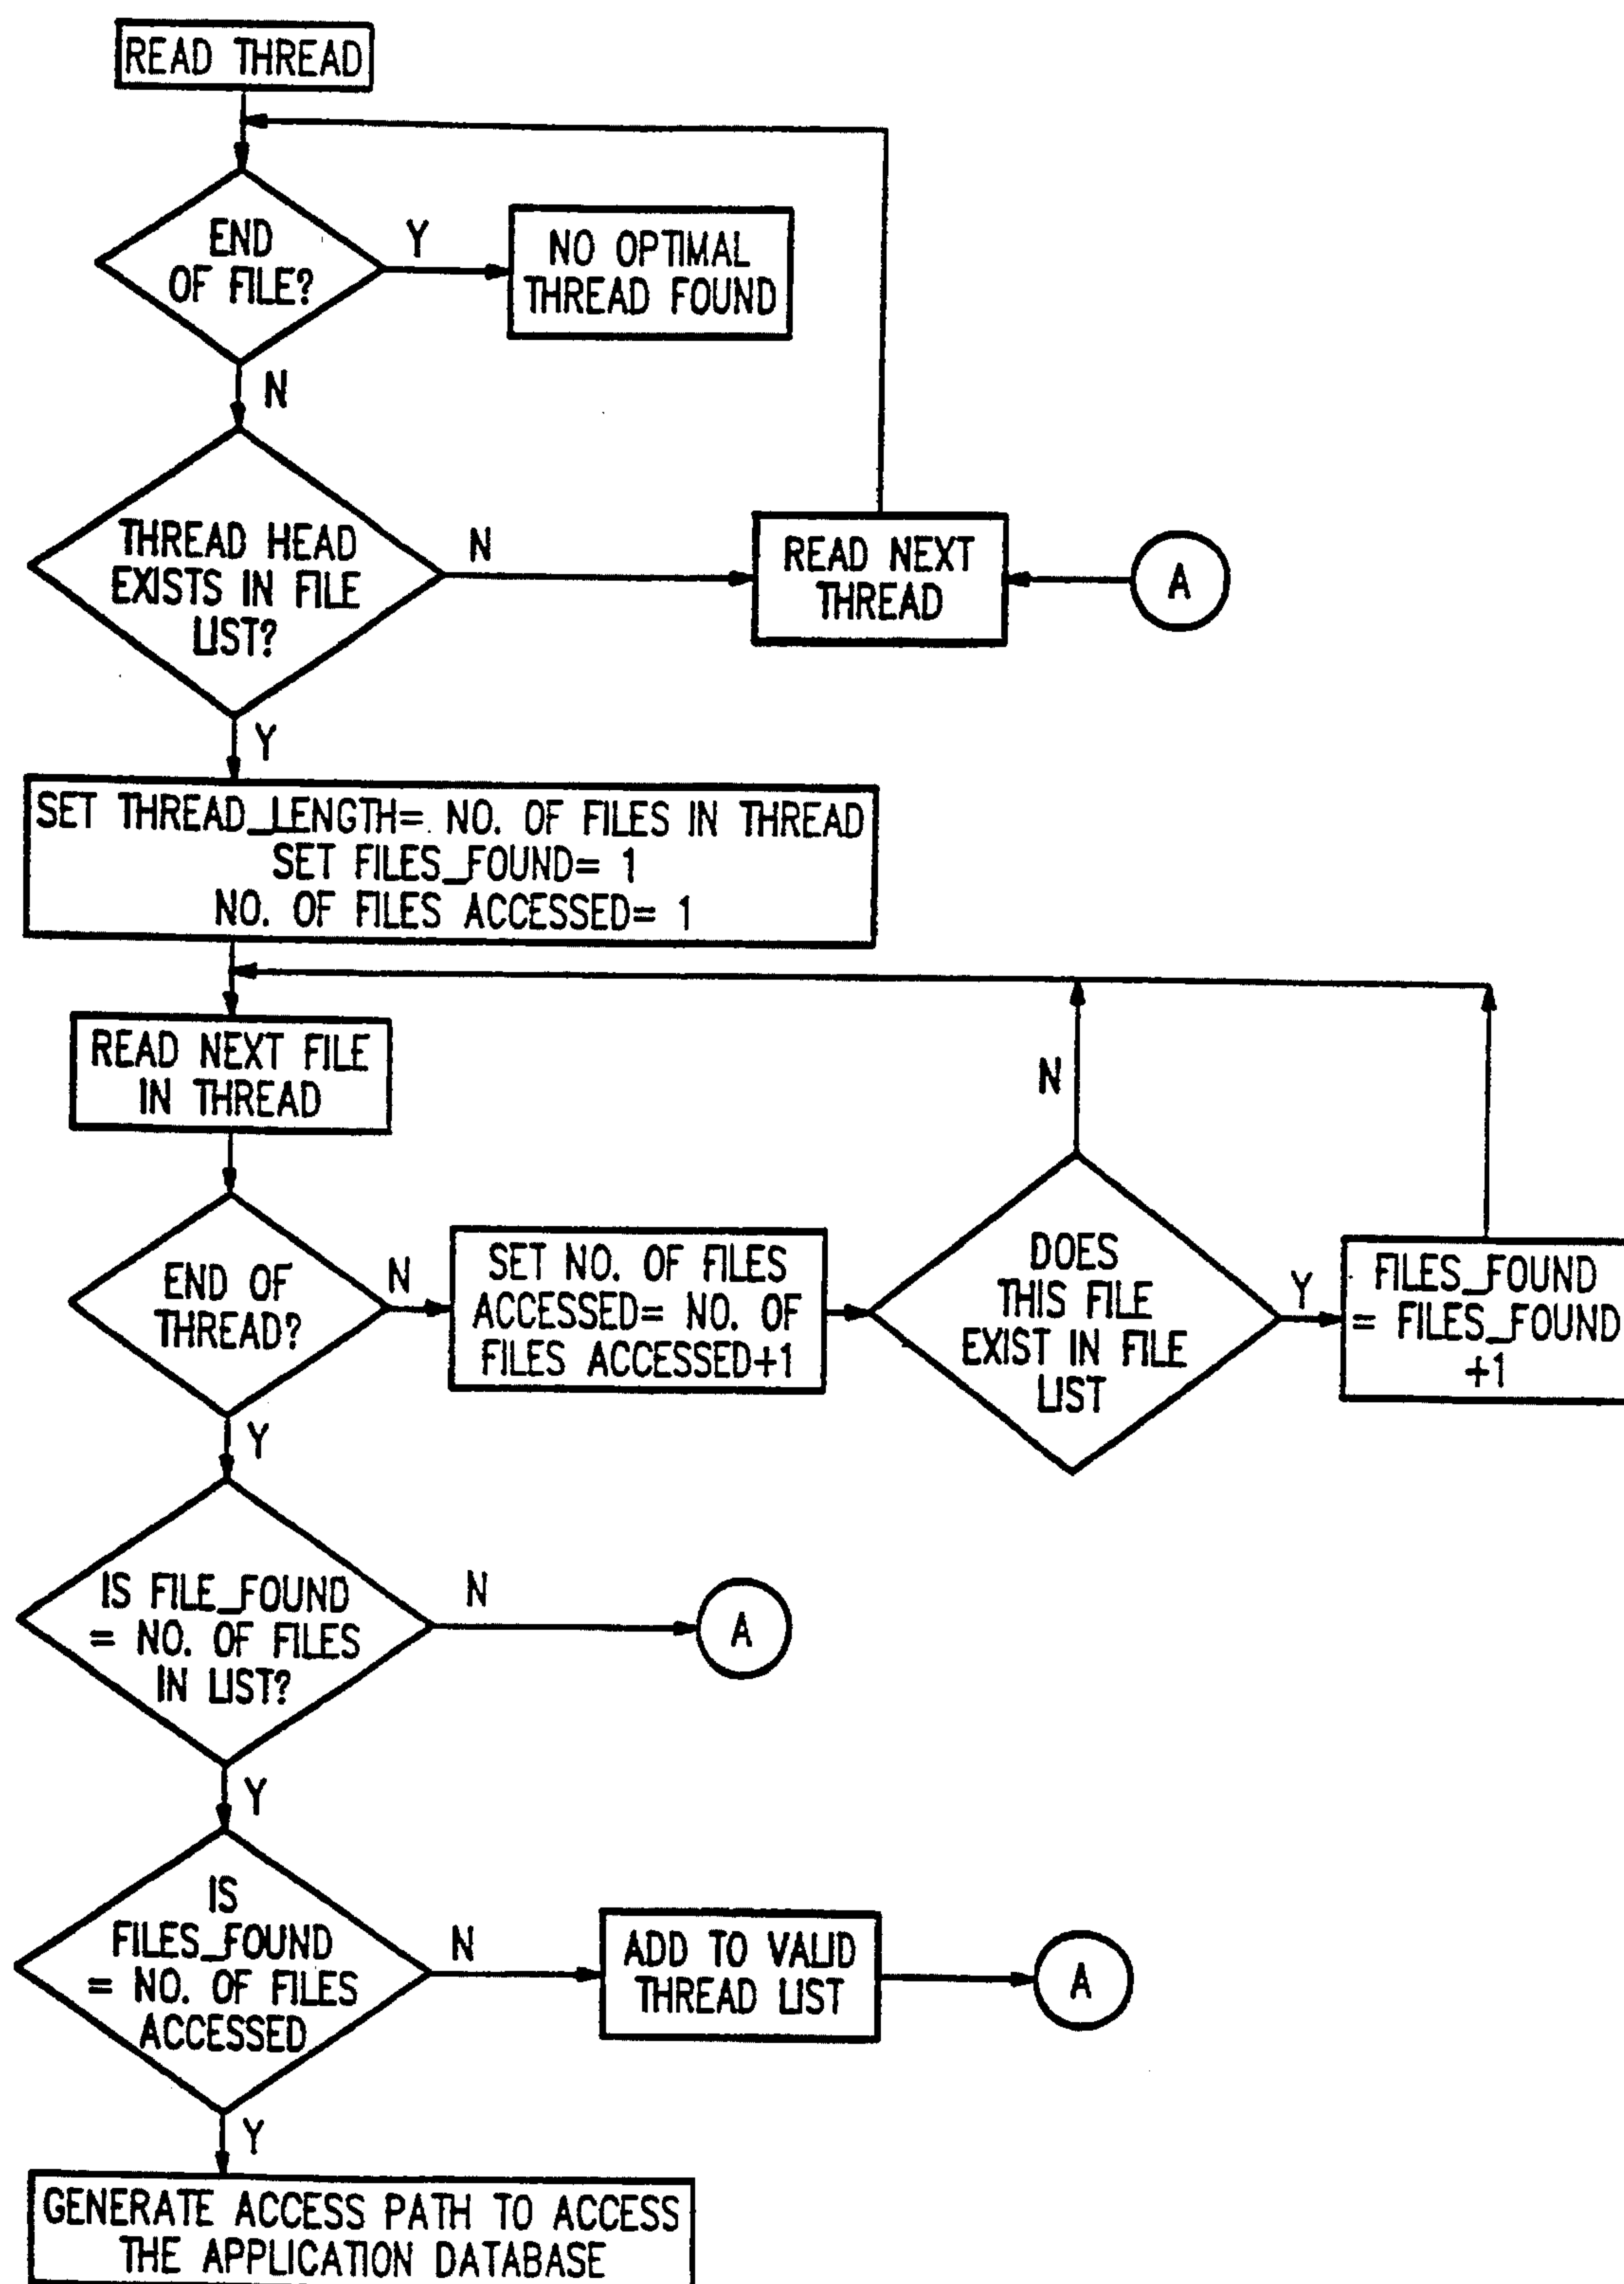 READ THREAD
END
OF FILE?
Y
NO OPTIMAL
THREAD FOUND
N
THREAD HEAD
EXISTS IN FILE
LIST?
N
READ NEXT
THREAD
A
Y
SET THREAD_LENGTH= NO. OF FILES IN THREAD
SET FILES_FOUND= 1
NO. OF FILES ACCESSED= 1
READ NEXT FILE
IN THREAD
END OF
THREAD?
N
SET NO. OF FILES
ACCESSED= NO. OF
FILES ACCESSED+1
DOES
THIS FILE
EXIST IN FILE
LIST
N
Y
FILES_FOUND
= FILES_FOUND
+1
Y
IS FILE_FOUND
= NO. OF FILES
IN LIST?
N
A
Y
IS
FILES_FOUND
= NO. OF FILES
ACCESSED
N
ADD TO VALID
THREAD LIST
A
Y
GENERATE ACCESS PATH TO ACCESS
THE APPLICATION DATABASE